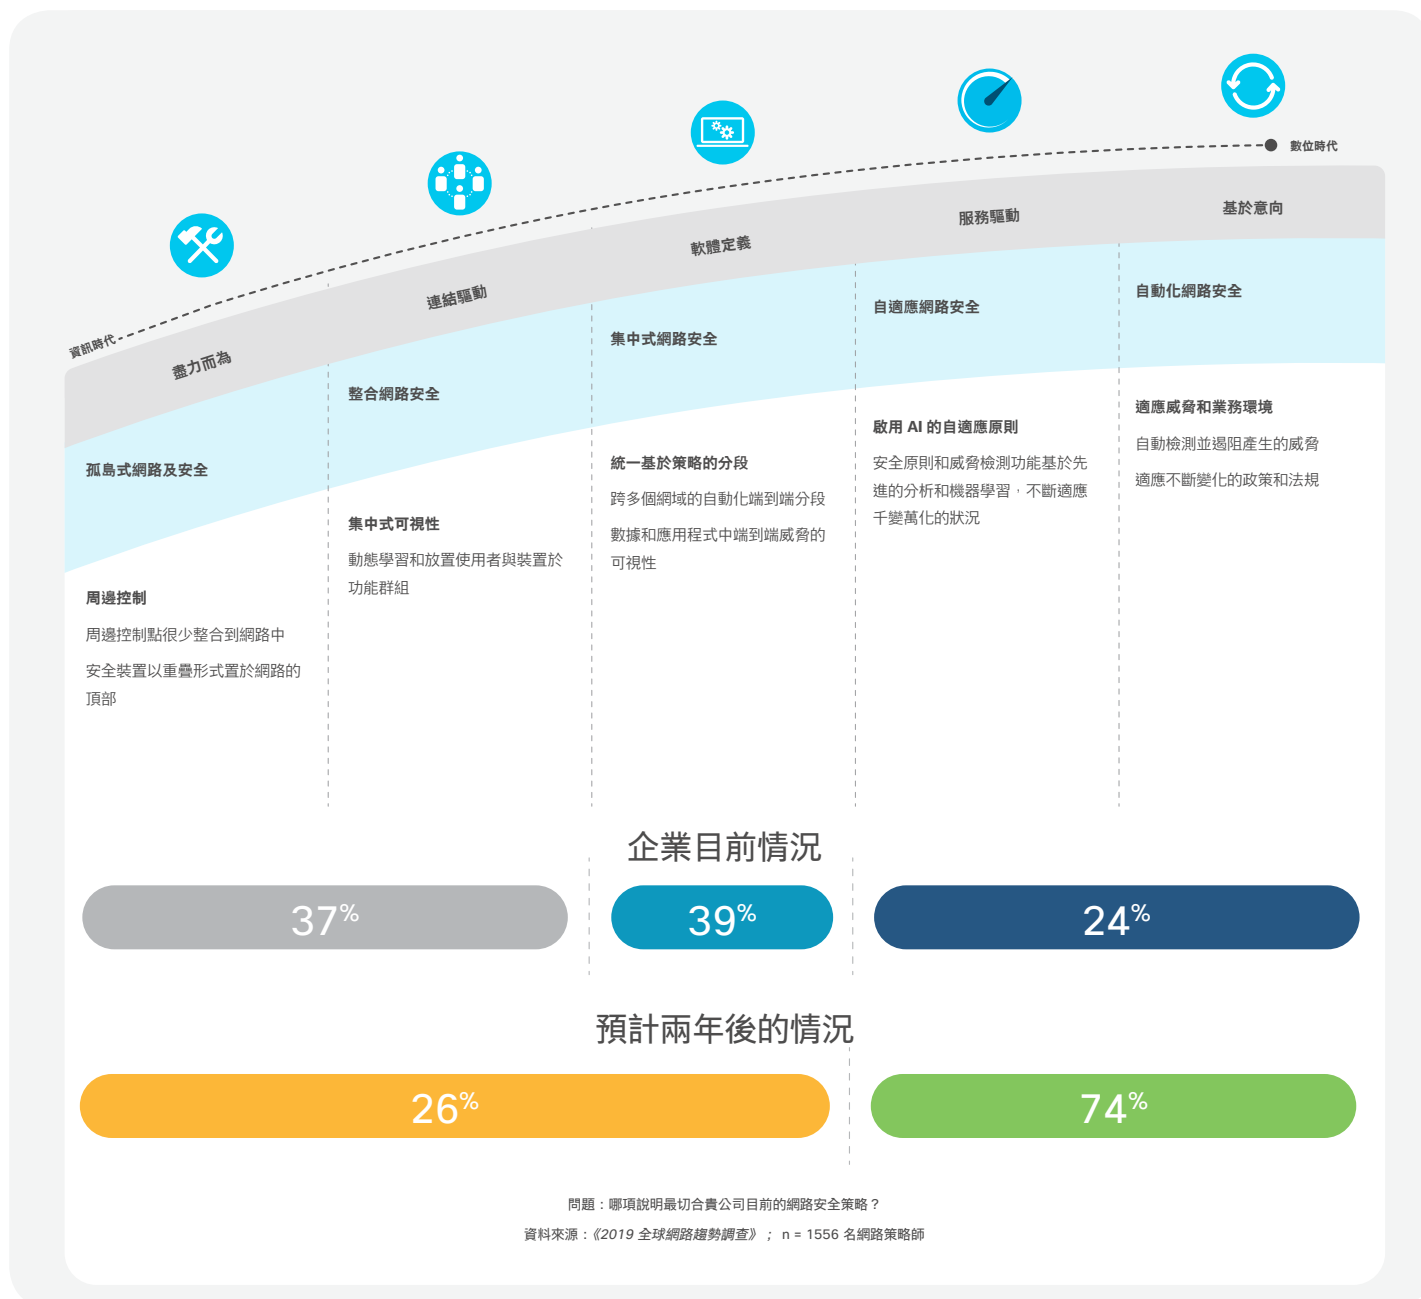 數位時代
資訊時代
盡力而為
連結驅動
軟體定義
服務驅動
基於意向
孤島式網路及安全
周邊控制
周邊控制點很少整合到網路中
安全裝置以重疊形式置於網路的
頂部
整合網路安全
集中式可視性
動態學習和放置使用者與裝置於
功能群組
集中式網路安全
統一基於策略的分段
跨多個網域的自動化端到端分段
數據和應用程式中端到端威脅的
可視性
自適應網路安全
啟用 AI 的自適應原則
安全原則和威脅檢測功能基於先
進的分析和機器學習，不斷適應
千變萬化的狀況
自動化網路安全
適應威脅和業務環境
自動檢測並遏阻產生的威脅
適應不斷變化的政策和法規
企業目前情況
37%
39%
24%
預計兩年後的情況
26%
74%
問題：哪項說明最切合貴公司目前的網路安全策略？
資料來源：《2019 全球網路趨勢調查》； n = 1556 名網路策略師